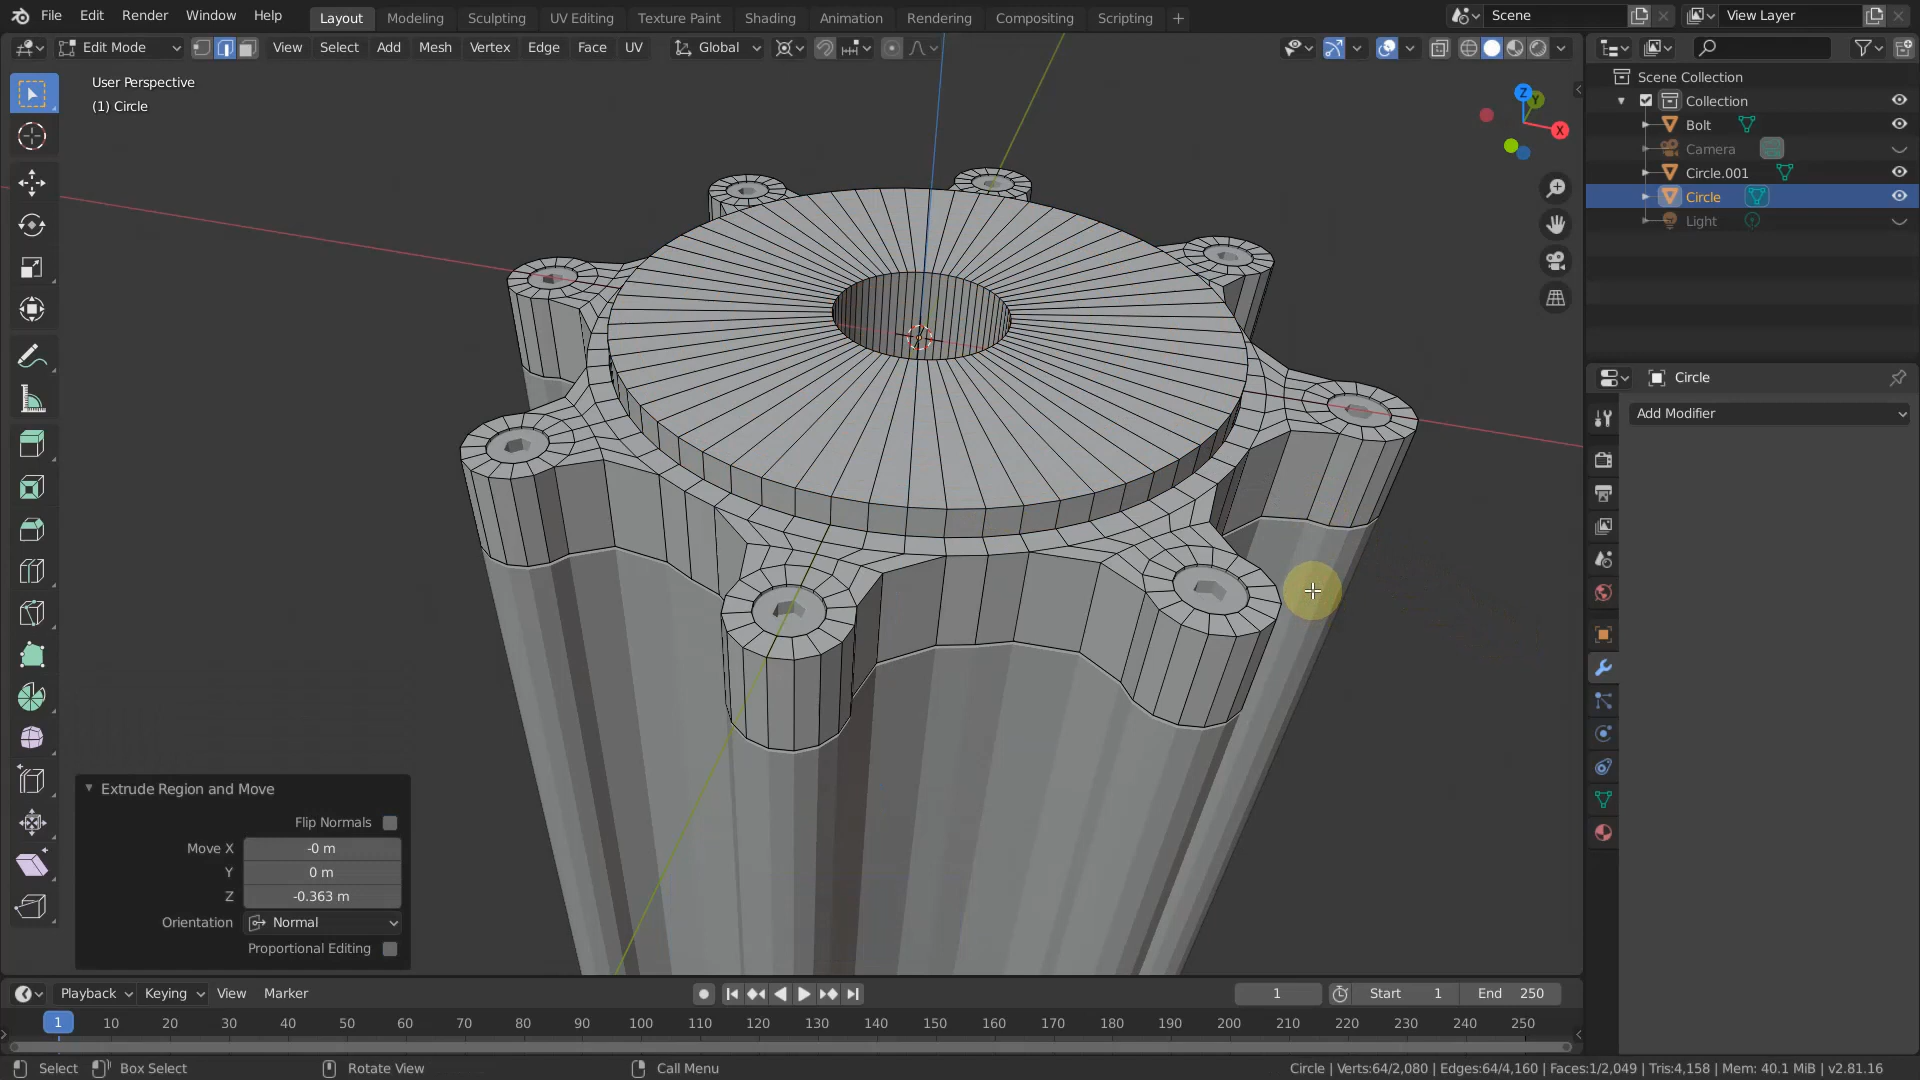 File Edit Render Window Help Layout Modeling Sculpting UV Editing Texture Paint Shading Animation Rendering Compositing Scripting + Scene View Layer
Edit Mode View Select Add Mesh Vertex Edge Face UV Global
User Perspective
(1) Circle
Z
Y
X
Scene Collection
Collection
Bolt
Camera
Circle.001
Circle
Light
Circle
Add Modifier
Extrude Region and Move
Flip Normals
Move X -0 m
Y 0 m
Z -0.363 m
Orientation Normal
Proportional Editing
Playback Keying View Marker 1 Start 1 End 250
1 10 20 30 40 50 60 70 80 90 100 110 120 130 140 150 160 170 180 190 200 210 220 230 240 250
Select Box Select Rotate View Call Menu Circle | Verts:64/2,080 | Edges:64/4,160 | Faces:1/2,049 | Tris:4,158 | Mem: 40.1 MiB | v2.81.16